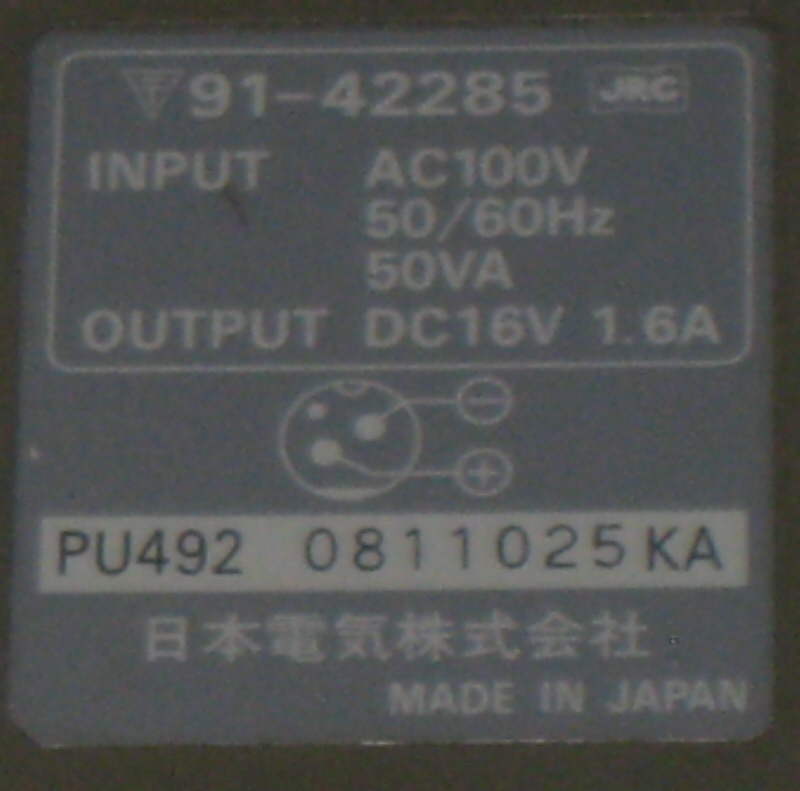 91-42285 JRC
INPUT AC100V
50/60Hz
50VA
OUTPUT DC16V 1.6A
PU492 0811025KA
日本電気株式会社
MADE IN JAPAN